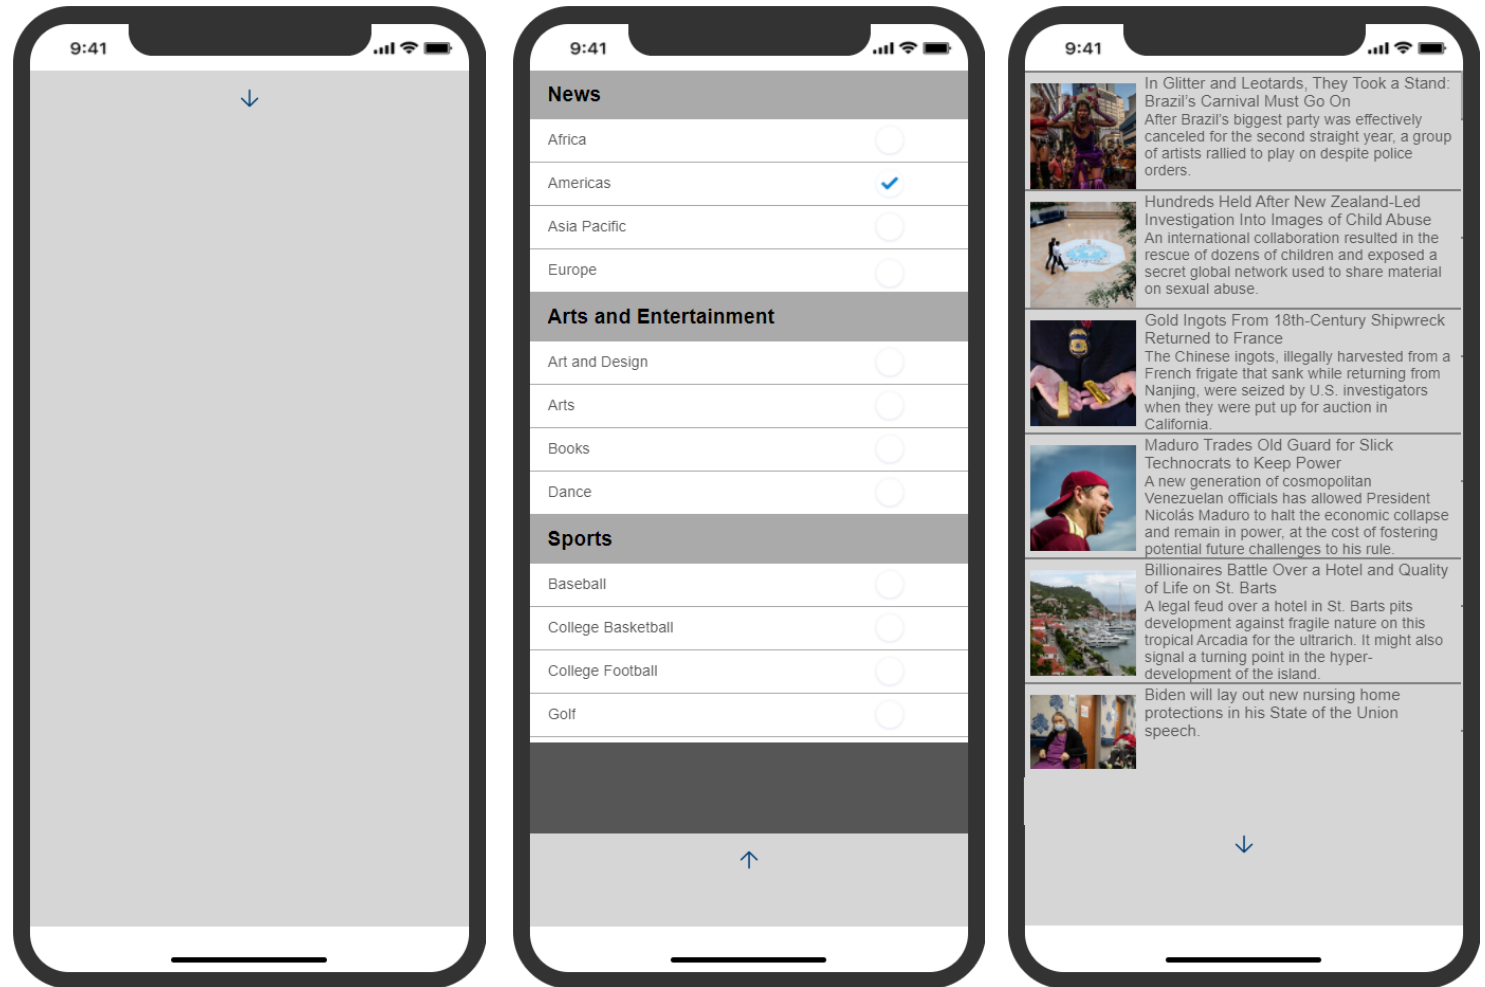 9:41
9:41
News
Africa
Americas
Asia Pacific
Europe
Arts and Entertainment
Art and Design
Arts
Books
Dance
Sports
Baseball
College Basketball
College Football
Golf
9:41
In Glitter and Leotards, They Took a Stand:
Brazil's Carnival Must Go On
After Brazil's biggest party was effectively
canceled for the second straight year, a group
of artists rallied to play on despite police
orders.
Hundreds Held After New Zealand-Led
Investigation Into Images of Child Abuse
An international collaboration resulted in the
rescue of dozens of children and exposed a
secret global network used to share material
on sexual abuse.
Gold Ingots From 18th-Century Shipwreck
Returned to France
The Chinese ingots, illegally harvested from a
French frigate that sank while returning from
Nanjing, were seized by U.S. investigators
when they were put up for auction in
California.
Maduro Trades Old Guard for Slick
Technocrats to Keep Power
A new generation of cosmopolitan
Venezuelan officials has allowed President
Nicolás Maduro to halt the economic collapse
and remain in power, at the cost of fostering
potential future challenges to his rule.
Billionaires Battle Over a Hotel and Quality
of Life on St. Barts
A legal feud over a hotel in St. Barts pits
development against fragile nature on this
tropical Arcadia for the ultrarich. It might also
signal a turning point in the hyper-
development of the island.
Biden will lay out new nursing home
protections in his State of the Union
speech.